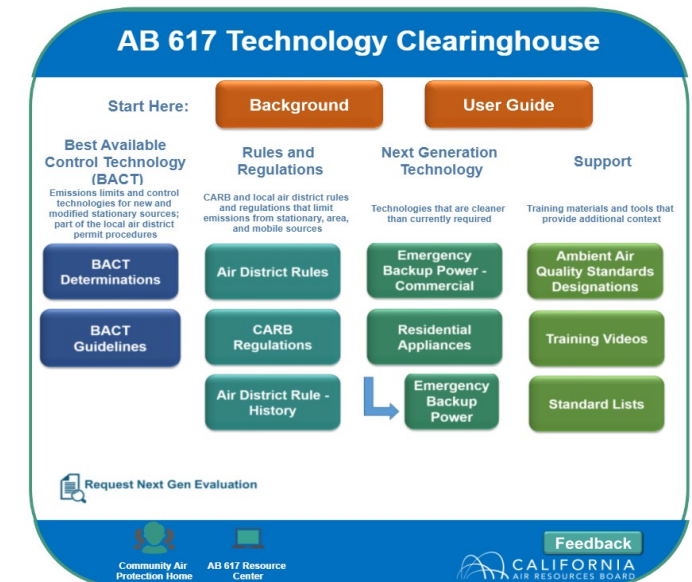 AB 617 Technology Clearinghouse
Start Here:
Background
User Guide
Best Available
Control Technology
(BACT)
Emissions limits and control
technologies for new and
modified stationary sources;
part of the local air district
permit procedures
BACT
Determinations
BACT
Guidelines
Rules and
Regulations
CARB and local air district rules
and regulations that limit
emissions from stationary, area,
and mobile sources
Air District Rules
CARB
Regulations
Air District Rule -
History
Next Generation
Technology
Technologies that are cleaner
than currently required
Emergency
Backup Power -
Commercial
Residential
Appliances
Emergency
Backup
Power
Support
Training materials and tools that
provide additional context
Ambient Air
Quality Standards
Designations
Training Videos
Standard Lists
Request Next Gen Evaluation
Community Air
Protection Home
AB 617 Resource
Center
Feedback
CALIFORNIA
AIR RESOURCES BOARD